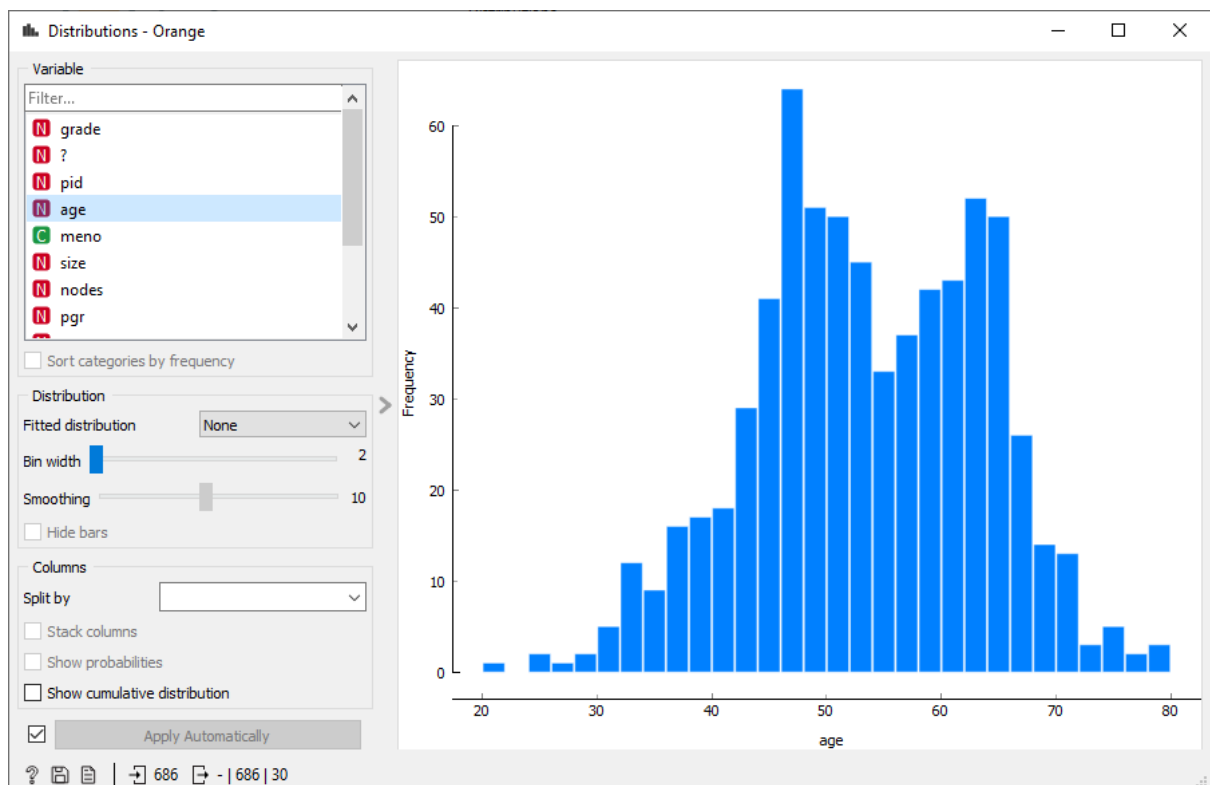 Distributions - Orange
Variable
Filter...
N grade
N ?
N pid
N age
C meno
N size
N nodes
N pgr
Sort categories by frequency
Distribution
Fitted distribution None
Bin width 2
Smoothing 10
Hide bars
Columns
Split by
Stack columns
Show probabilities
Show cumulative distribution
Apply Automatically
? 686 - | 686 | 30
Frequency
60
50
40
30
20
10
0
20 30 40 50 60 70 80
age